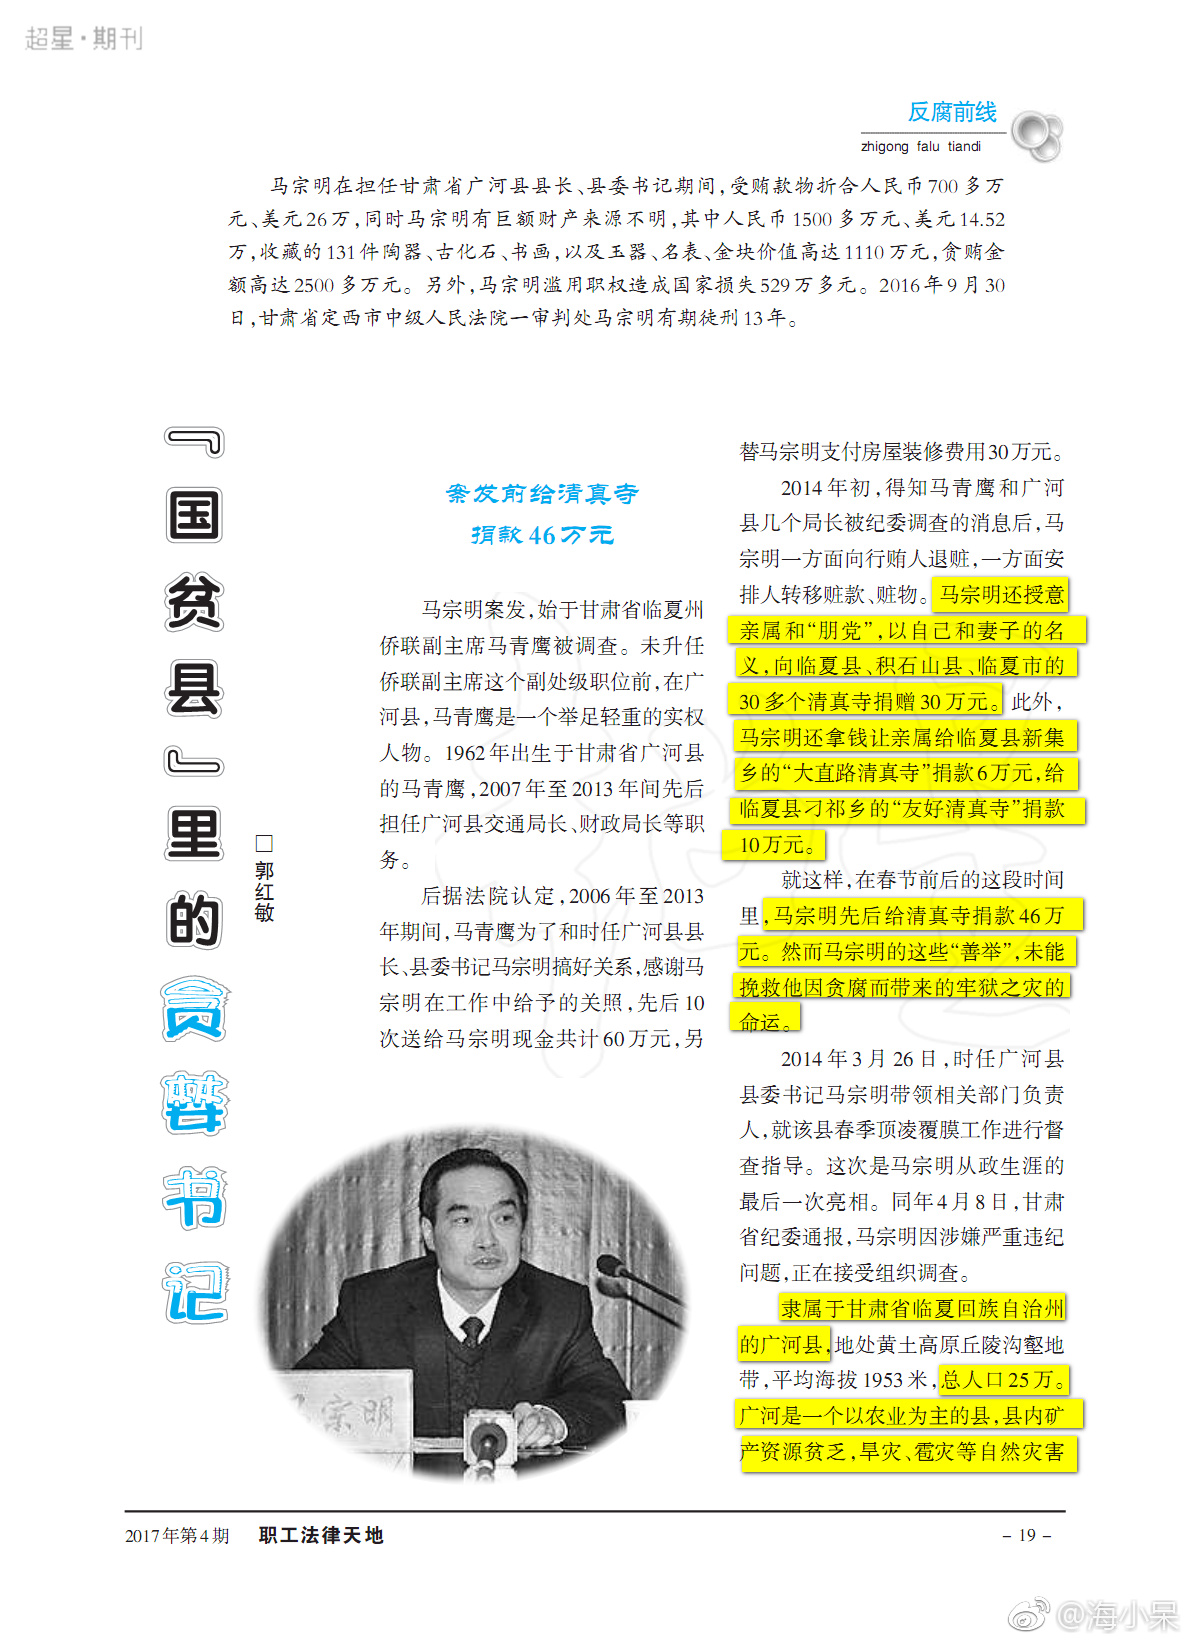 超星·期刊
反腐前线
zhigong falu tiandi
马宗明在担任甘肃省广河县县长、县委书记期间,受贿款物折合人民币700多万
元、美元26万,同时马宗明有巨额财产来源不明,其中人民币1500多万元、美元14.52
万,收藏的131件陶器、古化石、书画,以及玉器、名表、金块价值高达1110万元,贪贿金
额高达2500多万元。另外,马宗明滥用职权造成国家损失529万多元。2016年9月30
日,甘肃省定西市中级人民法院一审判处马宗明有期徒刑13年。
『国贫县』里的贪婪书记
□郭红敏
案发前给清真寺
捐款46万元
马宗明案发,始于甘肃省临夏州
侨联副主席马青鹰被调查。未升任
侨联副主席这个副处级职位前,在广
河县,马青鹰是一个举足轻重的实权
人物。1962年出生于甘肃省广河县
的马青鹰,2007年至2013年间先后
担任广河县交通局长、财政局长等职
务。
后据法院认定,2006年至2013
年期间,马青鹰为了和时任广河县县
长、县委书记马宗明搞好关系,感谢马
宗明在工作中给予的关照,先后10
次送给马宗明现金共计60万元,另
替马宗明支付房屋装修费用30万元。
2014年初,得知马青鹰和广河
县几个局长被纪委调查的消息后,马
宗明一方面向行贿人退赃,一方面安
排人转移赃款、赃物。马宗明还授意
亲属和“朋党”,以自己和妻子的名
义,向临夏县、积石山县、临夏市的
30多个清真寺捐赠30万元。此外,
马宗明还拿钱让亲属给临夏县新集
乡的“大直路清真寺”捐款6万元,给
临夏县刁祁乡的“友好清真寺”捐款
10万元。
就这样,在春节前后的这段时间
里,马宗明先后给清真寺捐款46万
元。然而马宗明的这些“善举”,未能
挽救他因贪腐而带来的牢狱之灾的
命运。
2014年3月26日,时任广河县
县委书记马宗明带领相关部门负责
人,就该县春季顶凌覆膜工作进行督
查指导。这次是马宗明从政生涯的
最后一次亮相。同年4月8日,甘肃
省纪委通报,马宗明因涉嫌严重违纪
问题,正在接受组织调查。
隶属于甘肃省临夏回族自治州
的广河县,地处黄土高原丘陵沟壑地
带,平均海拔1953米,总人口25万。
广河是一个以农业为主的县,县内矿
产资源贫乏,旱灾、雹灾等自然灾害
马宗明
2017年第4期 职工法律天地
- 19 -
@海小呆